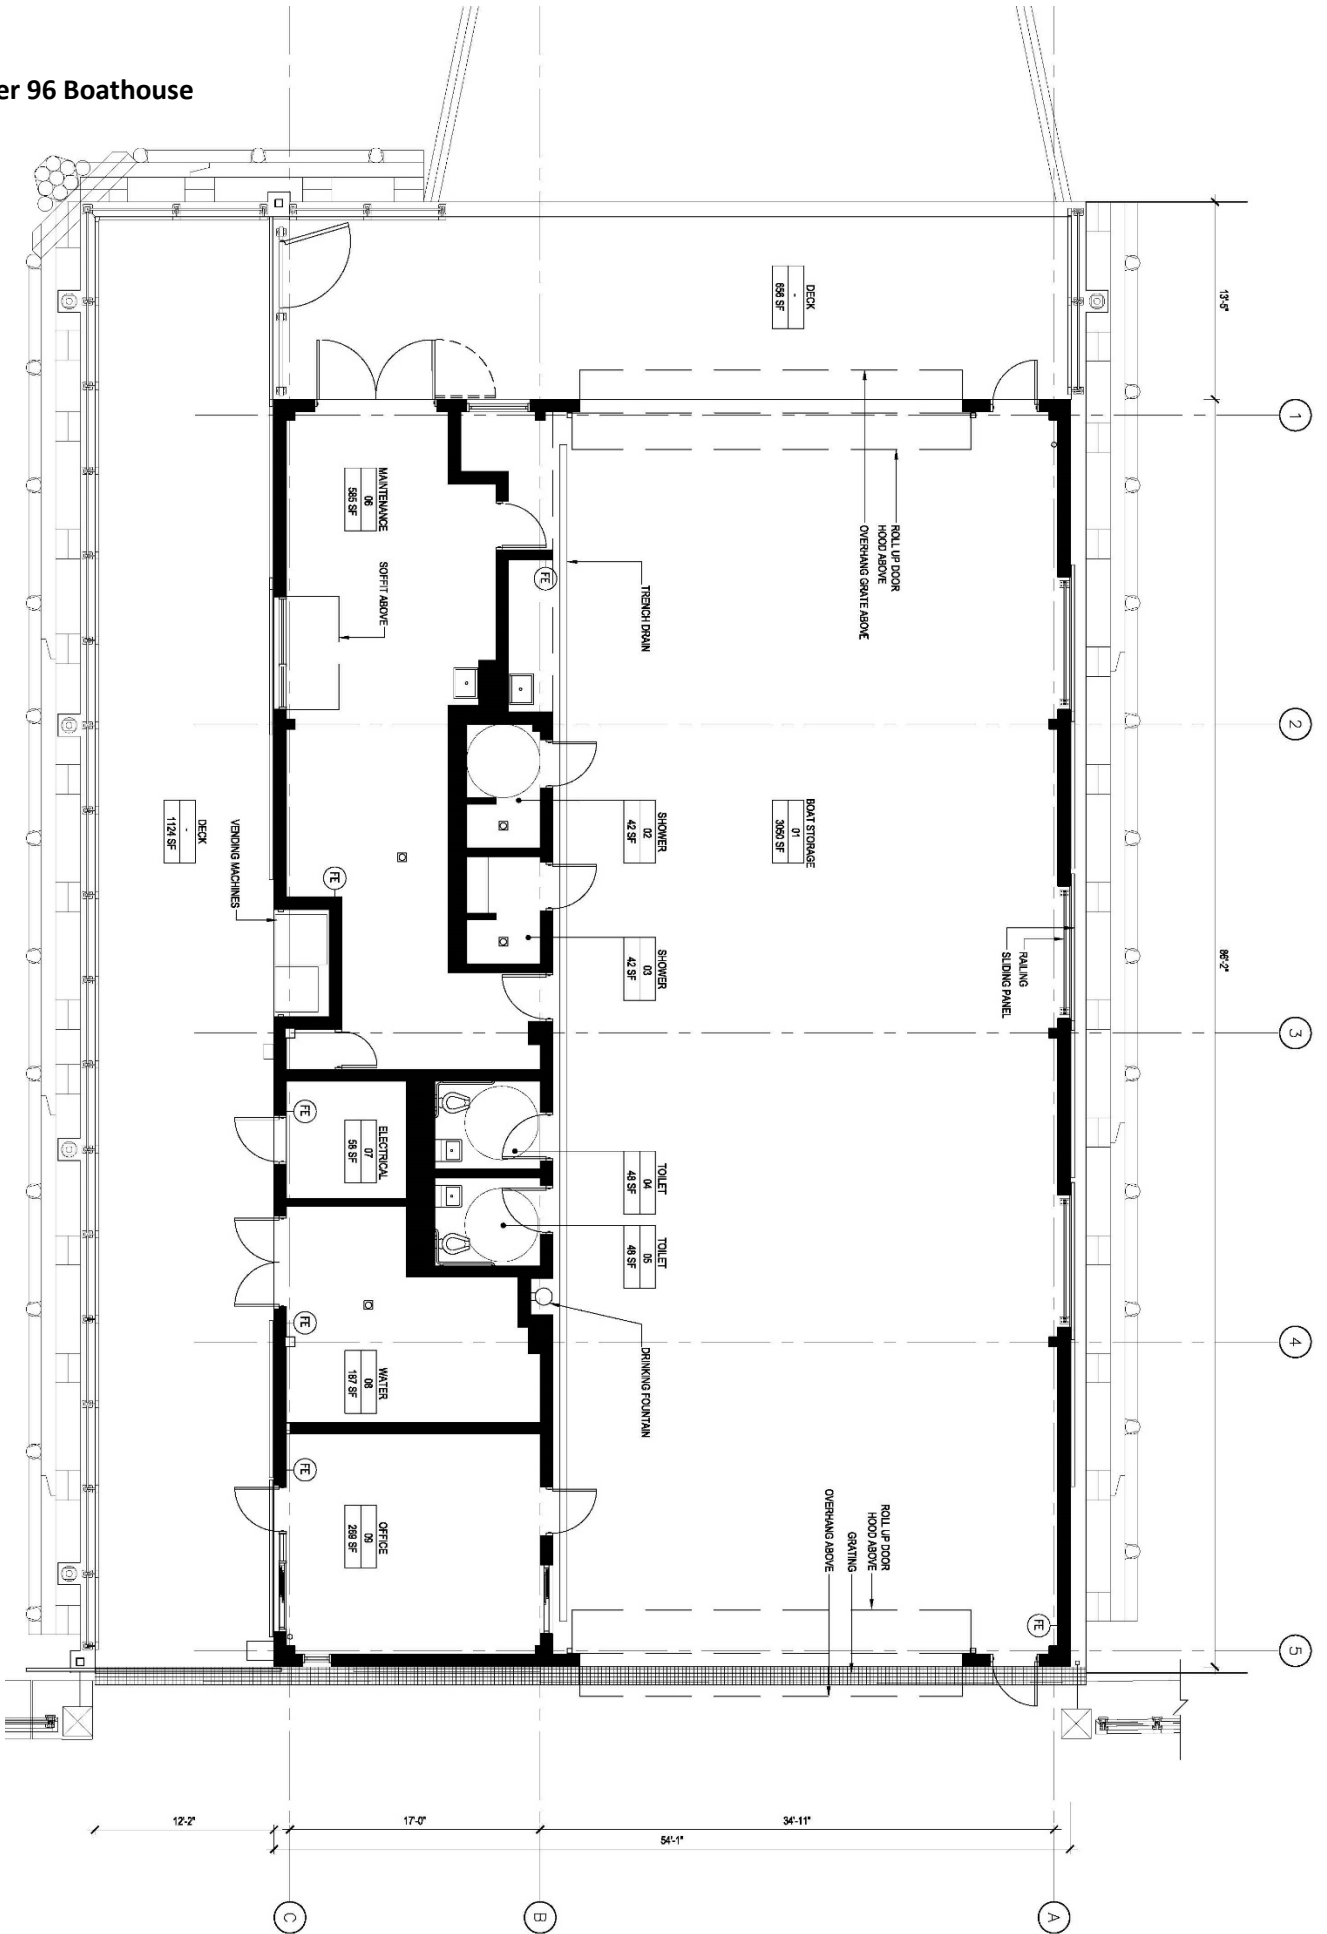 er 96 Boathouse
13'-5"
86'-2"
1
2
3
4
5
DECK
-
656 SF
ROLL UP DOOR
HOOD ABOVE
OVERHANG GRATE ABOVE
TRENCH DRAIN
MAINTENANCE
06
585 SF
SOFFIT ABOVE
FE
SHOWER
02
42 SF
BOAT STORAGE
01
3050 SF
DECK
-
1124 SF
VENDING MACHINES
FE
SHOWER
03
42 SF
RAILING
SLIDING PANEL
FE
ELECTRICAL
07
56 SF
TOILET
04
48 SF
TOILET
05
48 SF
FE
WATER
08
187 SF
DRINKING FOUNTAIN
FE
OFFICE
09
269 SF
ROLL UP DOOR
HOOD ABOVE
GRATING
OVERHANG ABOVE
FE
12'-2"
17'-0"
34'-11"
54'-1"
C
B
A